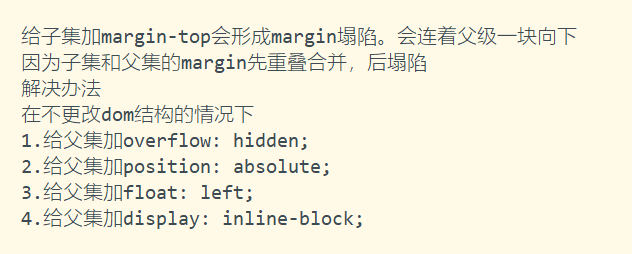 给子集加margin-top会形成margin塌陷。会连着父级一块向下
因为子集和父集的margin先重叠合并，后塌陷
解决办法
在不更改dom结构的情况下
1.给父集加overflow: hidden;
2.给父集加position: absolute;
3.给父集加float: left;
4.给父集加display: inline-block;